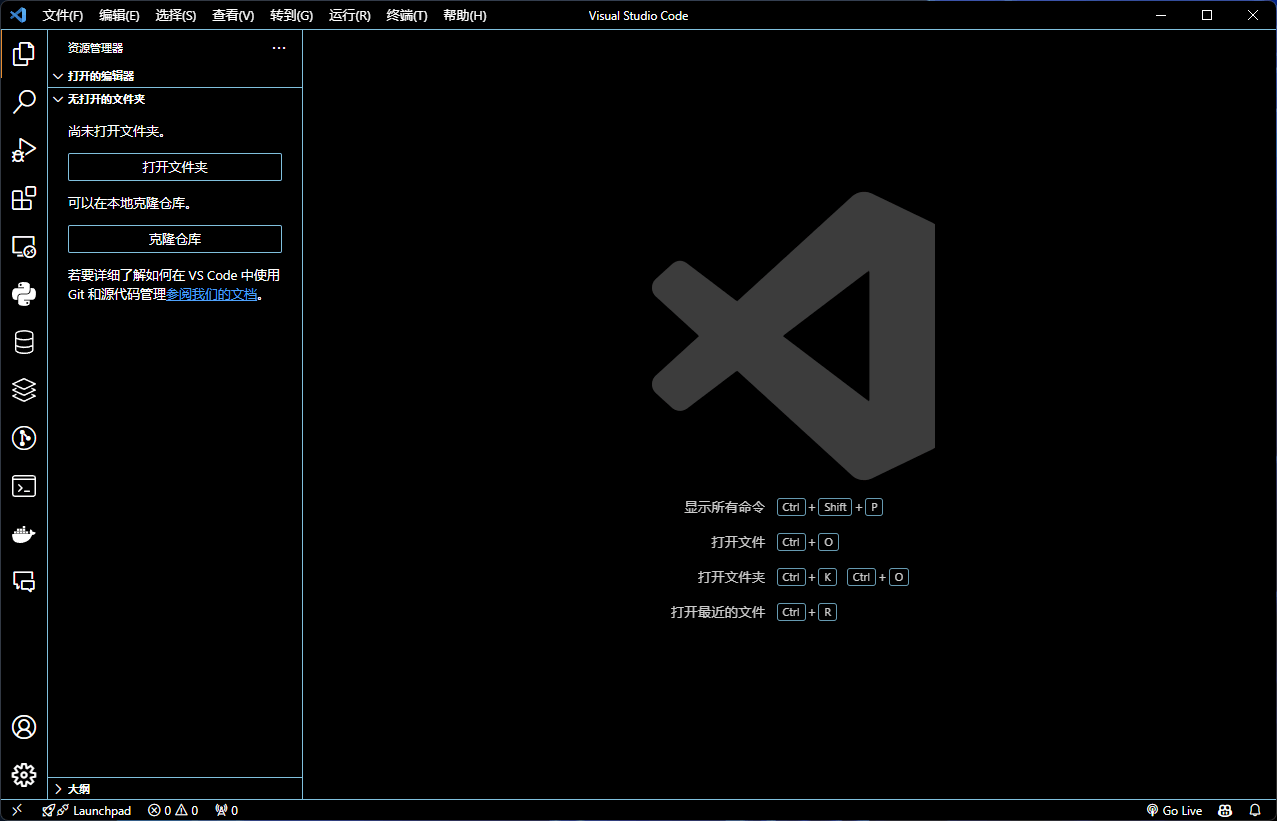 文件(F) 编辑(E) 选择(S) 查看(V) 转到(G) 运行(R) 终端(T) 帮助(H) Visual Studio Code
资源管理器 ···
打开的编辑器
无打开的文件夹
尚未打开文件夹。
打开文件夹
可以在本地克隆仓库。
克隆仓库
若要详细了解如何在 VS Code 中使用
Git 和源代码管理参阅我们的文档。
显示所有命令 Ctrl + Shift + P
打开文件 Ctrl + O
打开文件夹 Ctrl + K Ctrl + O
打开最近的文件 Ctrl + R
大纲
Launchpad 0 0 0 Go Live